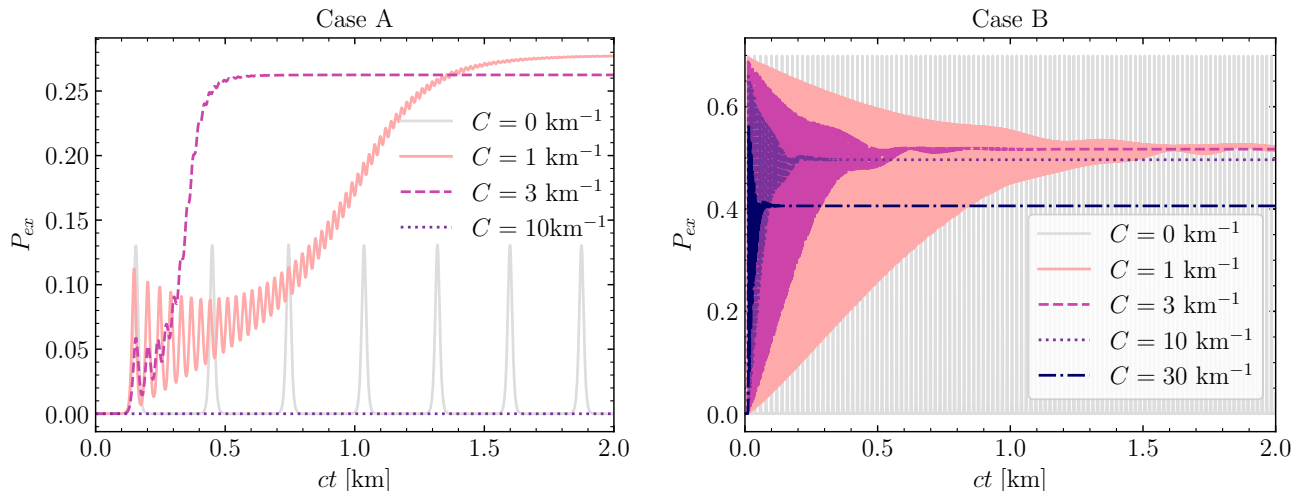 Case A
P_ex
0.25
0.20
0.15
0.10
0.05
0.00
C = 0 km⁻¹
C = 1 km⁻¹
C = 3 km⁻¹
C = 10km⁻¹
0.0 0.5 1.0 1.5 2.0
ct [km]
Case B
P_ex
0.6
0.4
0.2
0.0
C = 0 km⁻¹
C = 1 km⁻¹
C = 3 km⁻¹
C = 10 km⁻¹
C = 30 km⁻¹
0.0 0.5 1.0 1.5 2.0
ct [km]